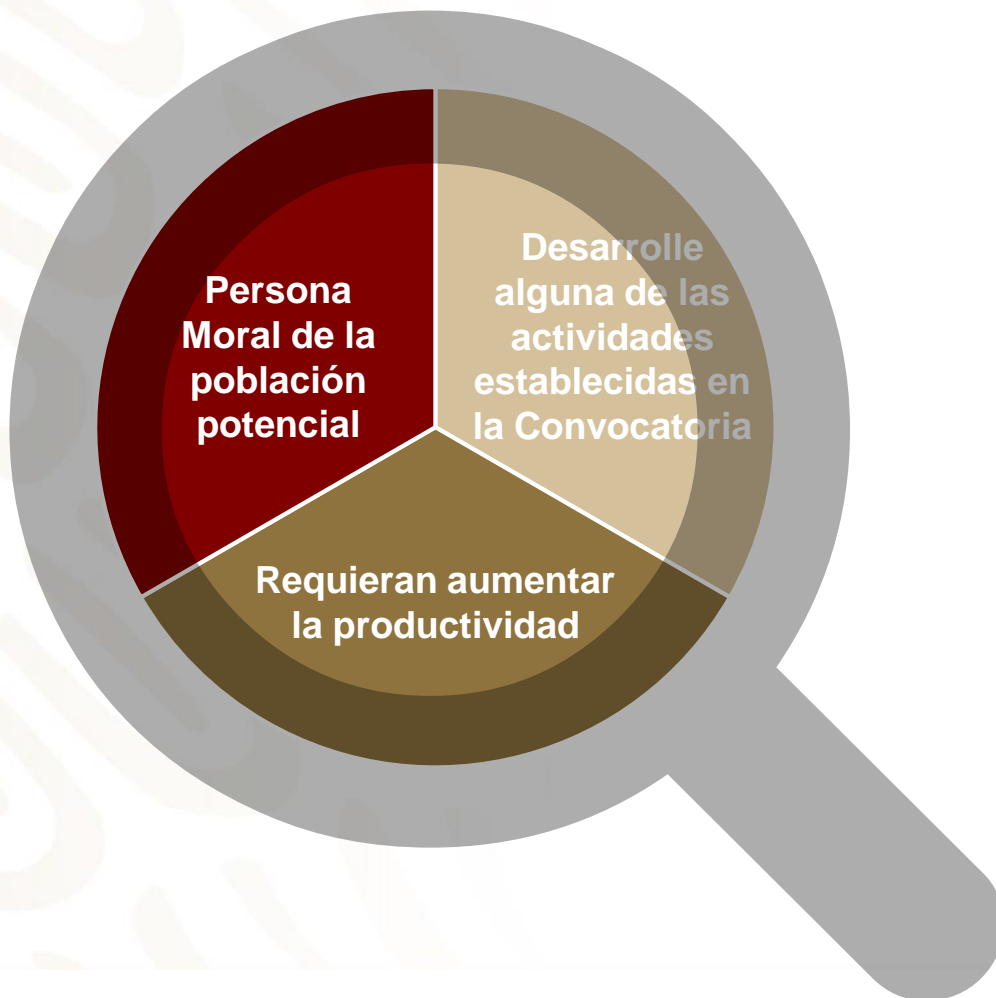 Persona
Moral de la
población
potencial
Desarrolle
alguna de las
actividades
establecidas en
la Convocatoria
Requieran aumentar
la productividad